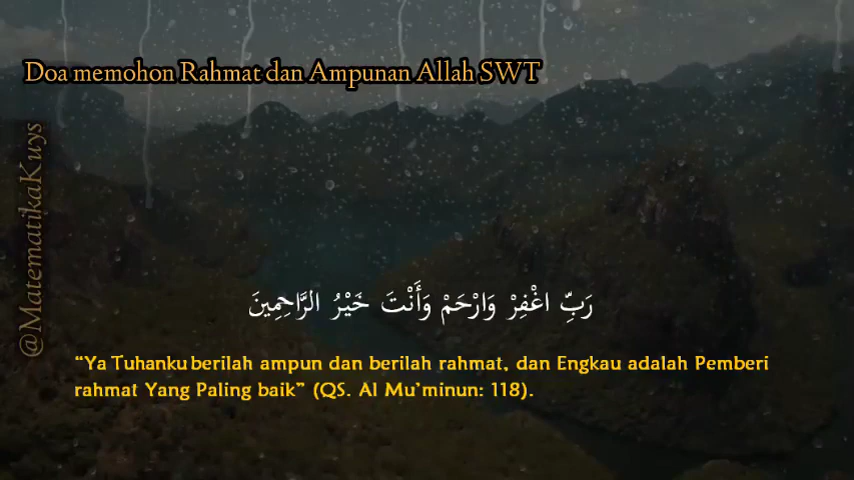 Doa memohon Rahmat dan Ampunan Allah SWT
@MatematikaKuys
رَبِّ اغْفِرْ وَارْحَمْ وَأَنْتَ خَيْرُ الرَّاحِمِينَ
“Ya Tuhanku berilah ampun dan berilah rahmat, dan Engkau adalah Pemberi
rahmat Yang Paling baik” (QS. Al Mu’minun: 118).